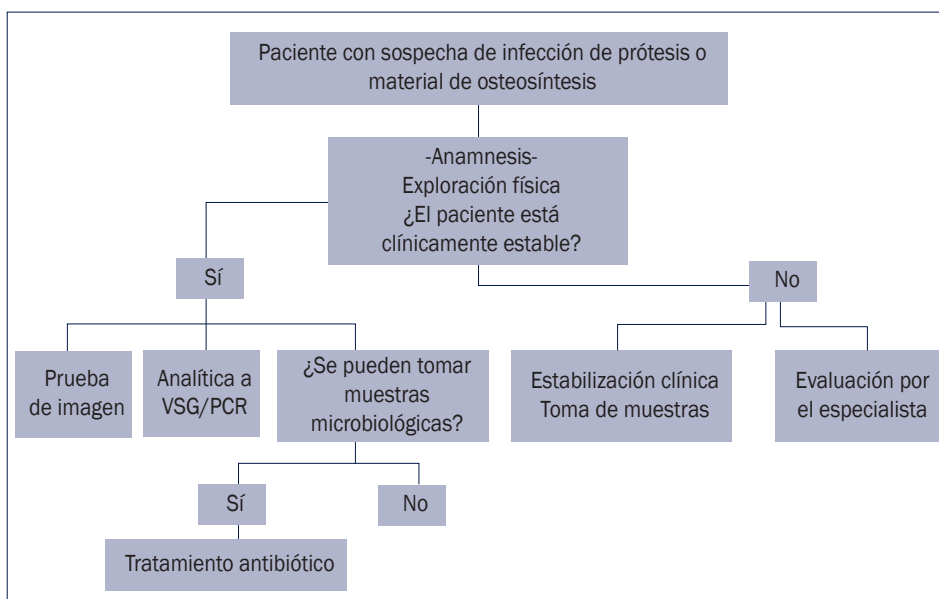 Paciente con sospecha de infección de prótesis o
material de osteosíntesis
-Anamnesis-
Exploración física
¿El paciente está
clínicamente estable?
Sí
No
Prueba
de imagen
Analítica a
VSG/PCR
¿Se pueden tomar
muestras
microbiológicas?
Estabilización clínica
Toma de muestras
Evaluación por
el especialista
Sí
No
Tratamiento antibiótico